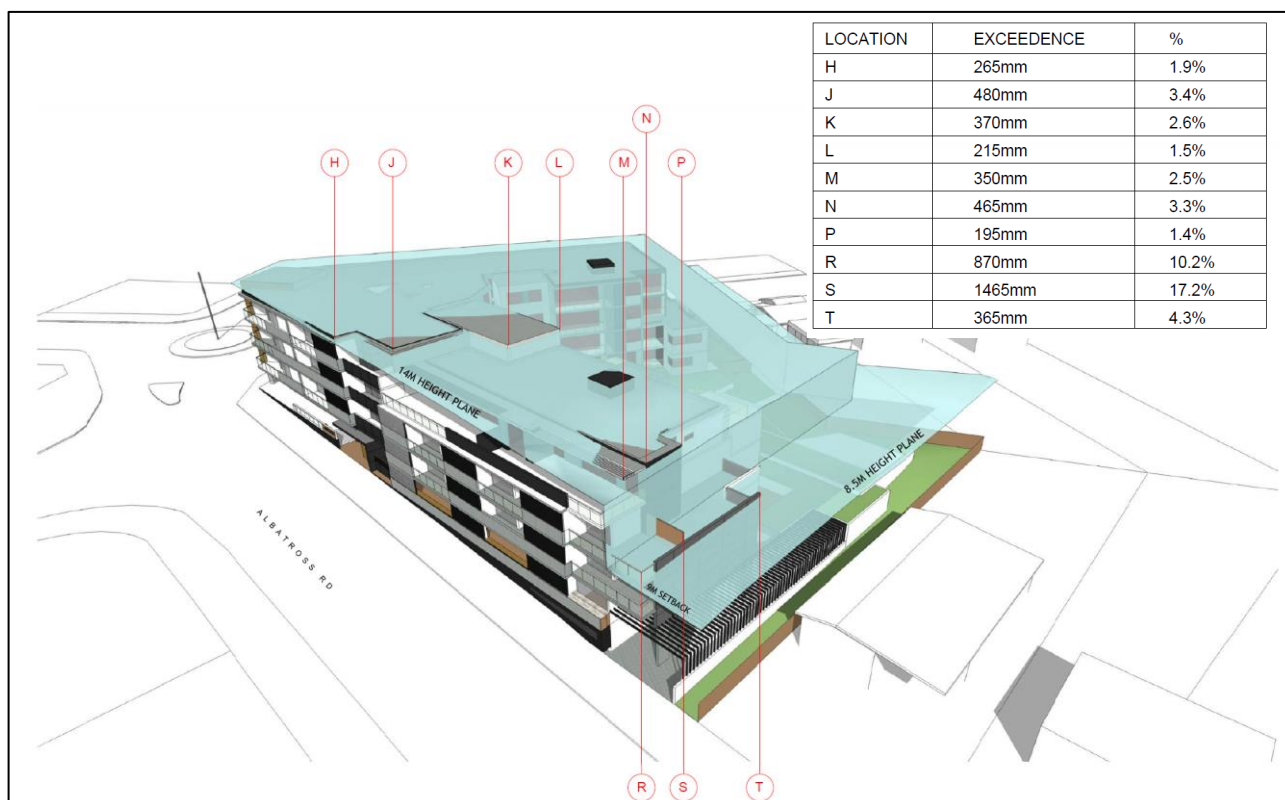 LOCATION EXCEEDENCE %
H 265mm 1.9%
J 480mm 3.4%
K 370mm 2.6%
L 215mm 1.5%
M 350mm 2.5%
N 465mm 3.3%
P 195mm 1.4%
R 870mm 10.2%
S 1465mm 17.2%
T 365mm 4.3%
N
H J K L M P
14M HEIGHT PLANE
8.5M HEIGHT PLANE
ALBATROSS RD
9M SETBACK
R S T